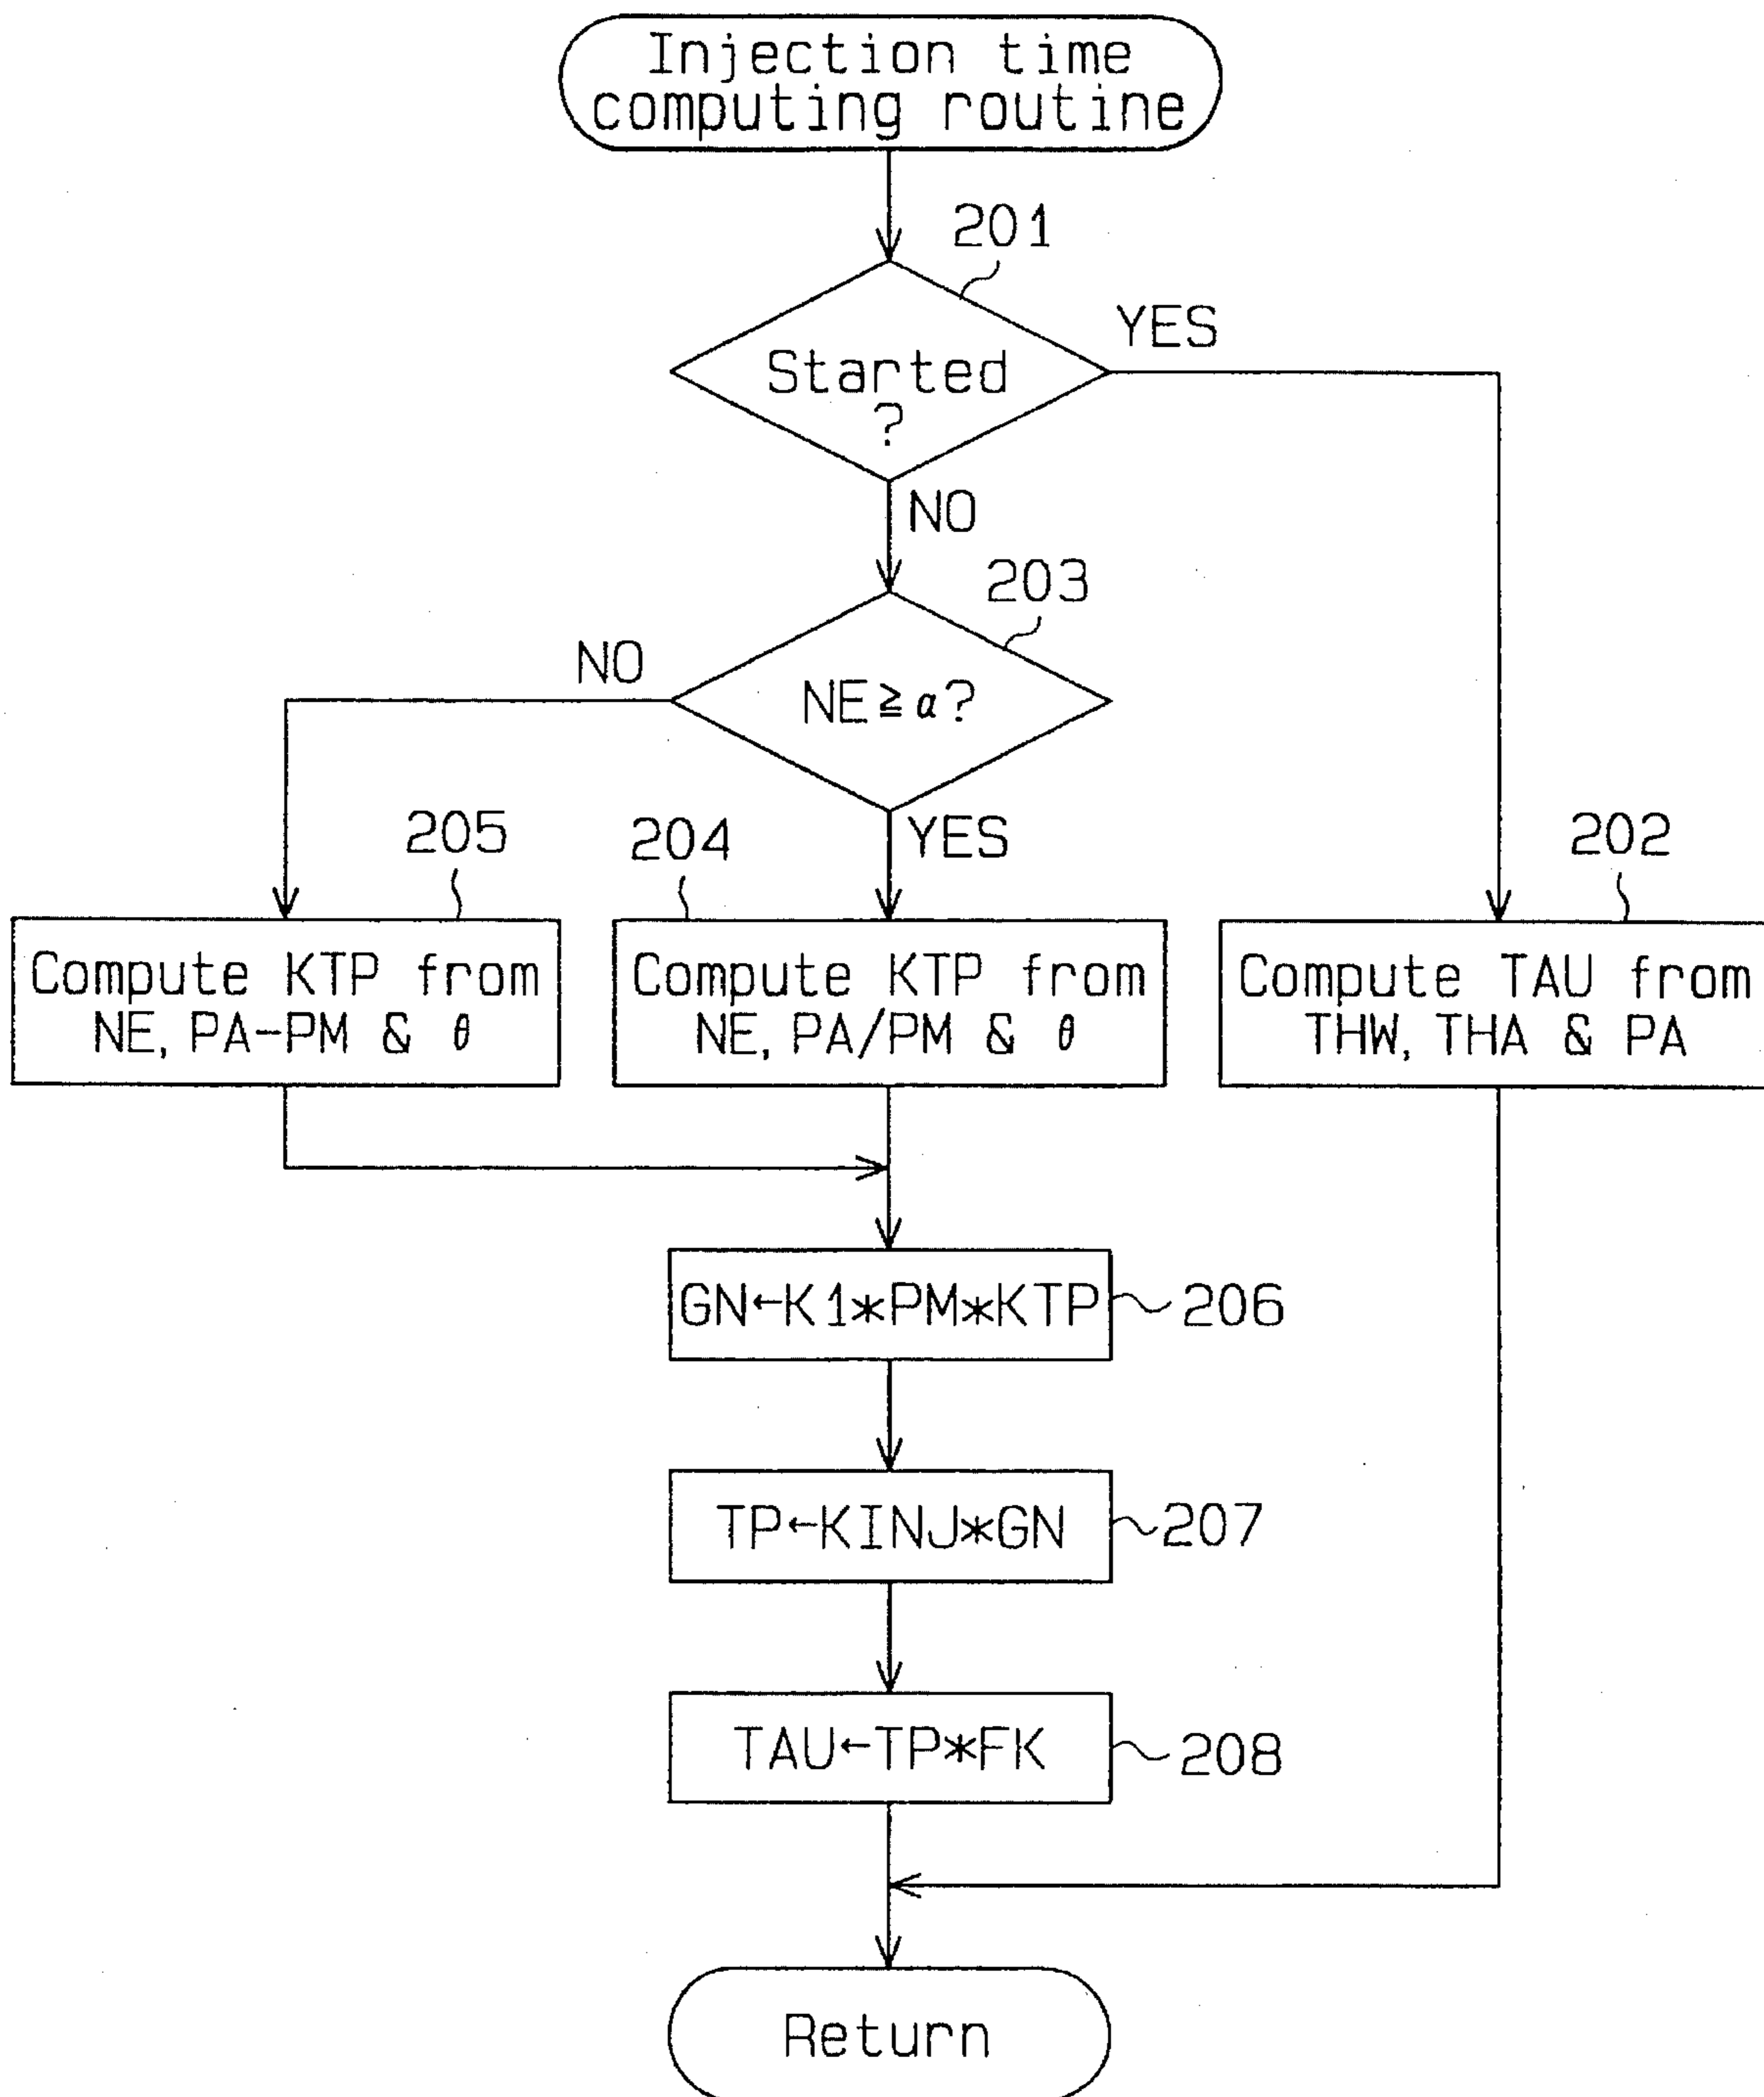 Injection time
computing routine
201
YES
Started
?
NO
203
NO
NE≧α?
205
204
YES
202
Compute KTP from
NE, PA-PM & θ
Compute KTP from
NE, PA/PM & θ
Compute TAU from
THW, THA & PA
GN←K1*PM*KTP
206
TP←KINJ*GN
207
TAU←TP*FK
208
Return